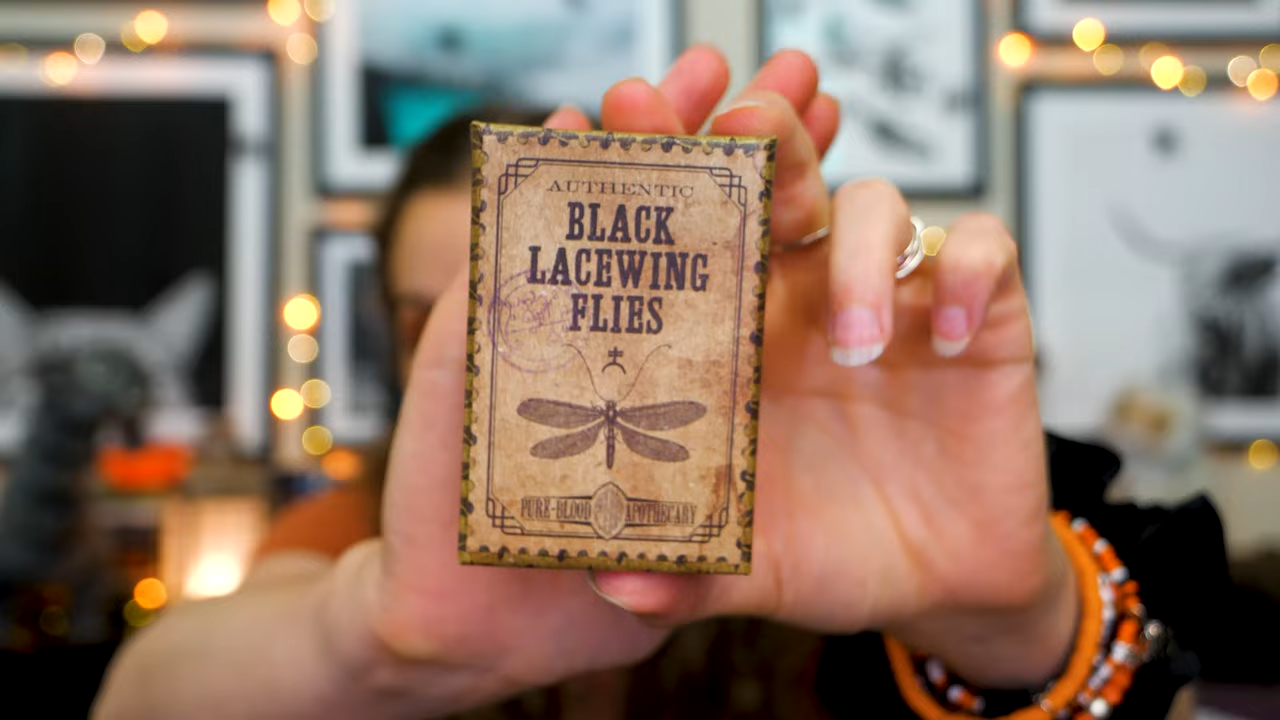 AUTHENTIC
BLACK
LACEWING
FLIES
PURE-BLOOD APOTHECARY